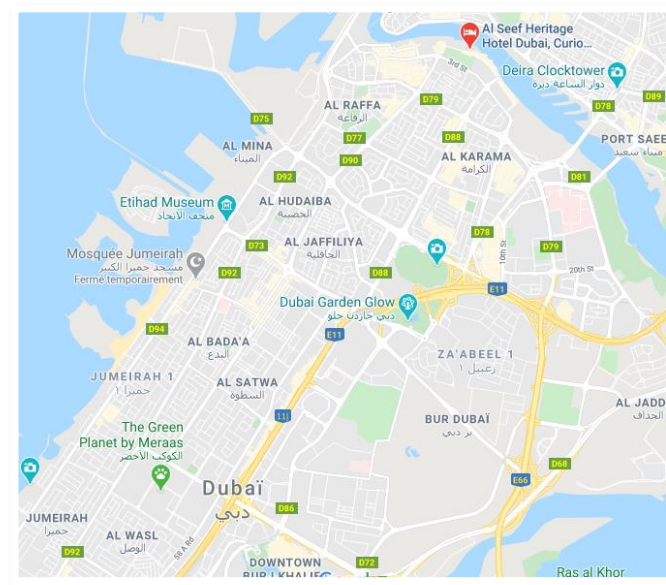 Al Seef Heritage
Hotel Dubai, Curio...
3rd St
Deira Clocktower
دوار الساعة ديرة
D89
D78
D79
AL RAFFA
الرفاعة
D75
D77
D88
PORT SAEE
ميناء سعيد
AL MINA
الميناء
D90
AL KARAMA
الكرامة
D92
D81
Etihad Museum
متحف الاتحاد
AL HUDAIBA
الحضيبة
D78
10th St
D79
D73
AL JAFFILIYA
الجافلية
Mosquée Jumeirah
مسجد جميرا الكبير
Fermé temporairement
D92
D88
20th St
E11
Dubai Garden Glow
دبي جاردن جلو
D94
E11
AL BADA'A
البدع
ZA'ABEEL 1
زعبيل ١
JUMEIRAH 1
جميرا ١
AL SATWA
السطوة
AL JADD
الجداف
BUR DUBAÏ
بر دبي
The Green
Planet by Meraas
الكوكب الأخضر
D68
E66
Dubaï
دبي
JUMEIRAH
جميرا
D86
AL WASL
الوصل
D92
58 A Rd
DOWNTOWN
D72
Ras al Khor